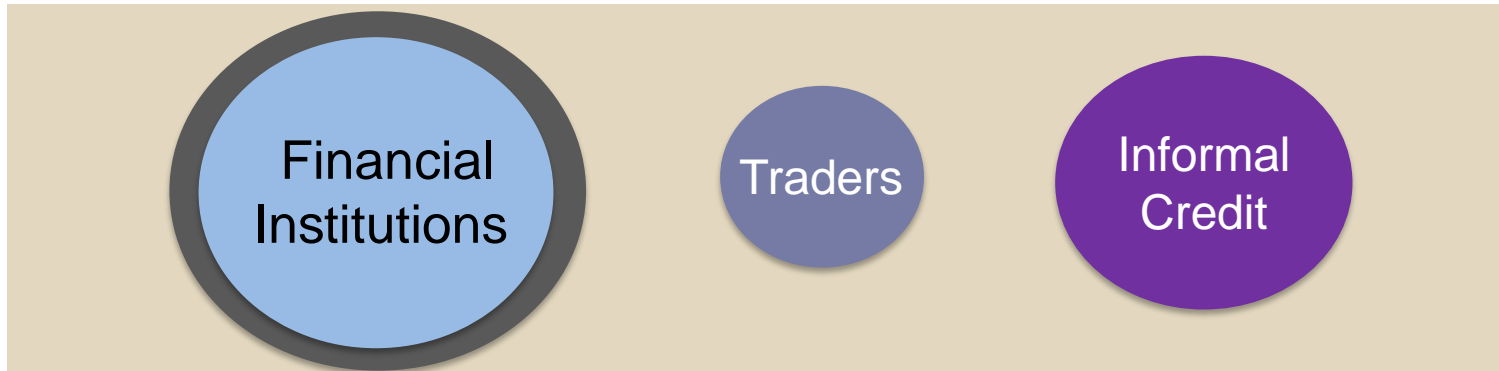 Financial
Institutions
Traders
Informal
Credit